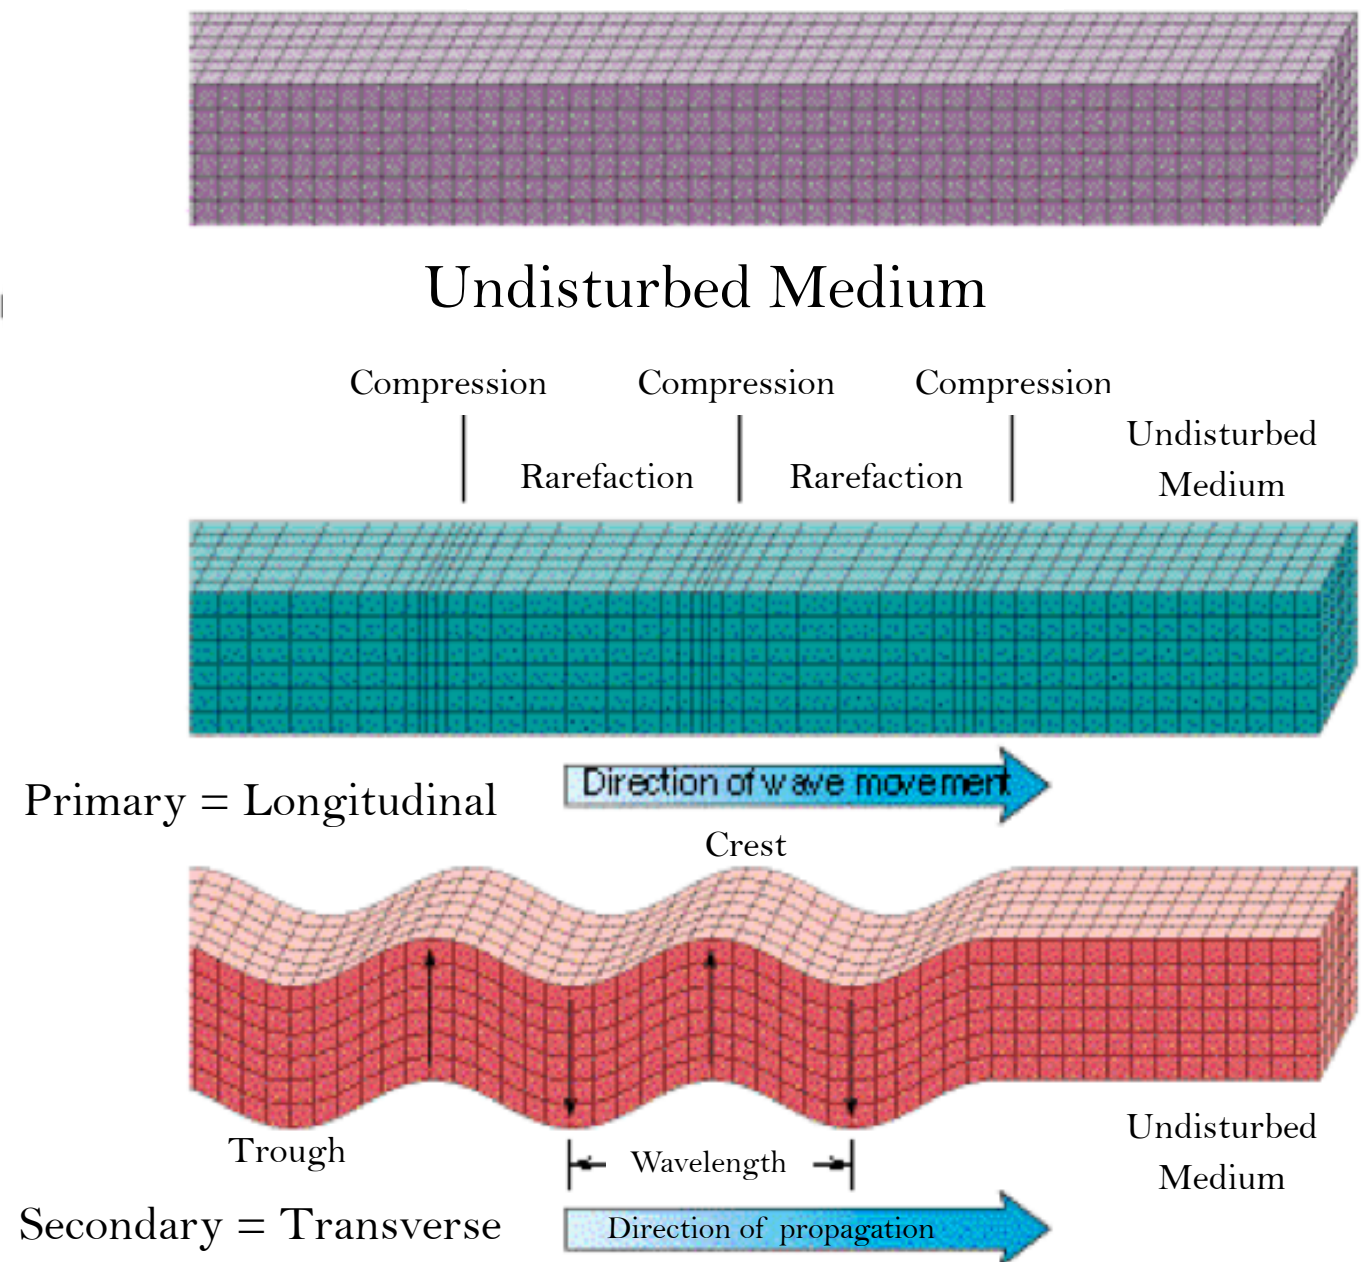 Undisturbed Medium
Compression
Compression
Compression
Undisturbed
Medium
Rarefaction
Rarefaction
Direction of wave movement
Primary = Longitudinal
Crest
Trough
Wavelength
Undisturbed
Medium
Secondary = Transverse
Direction of propagation